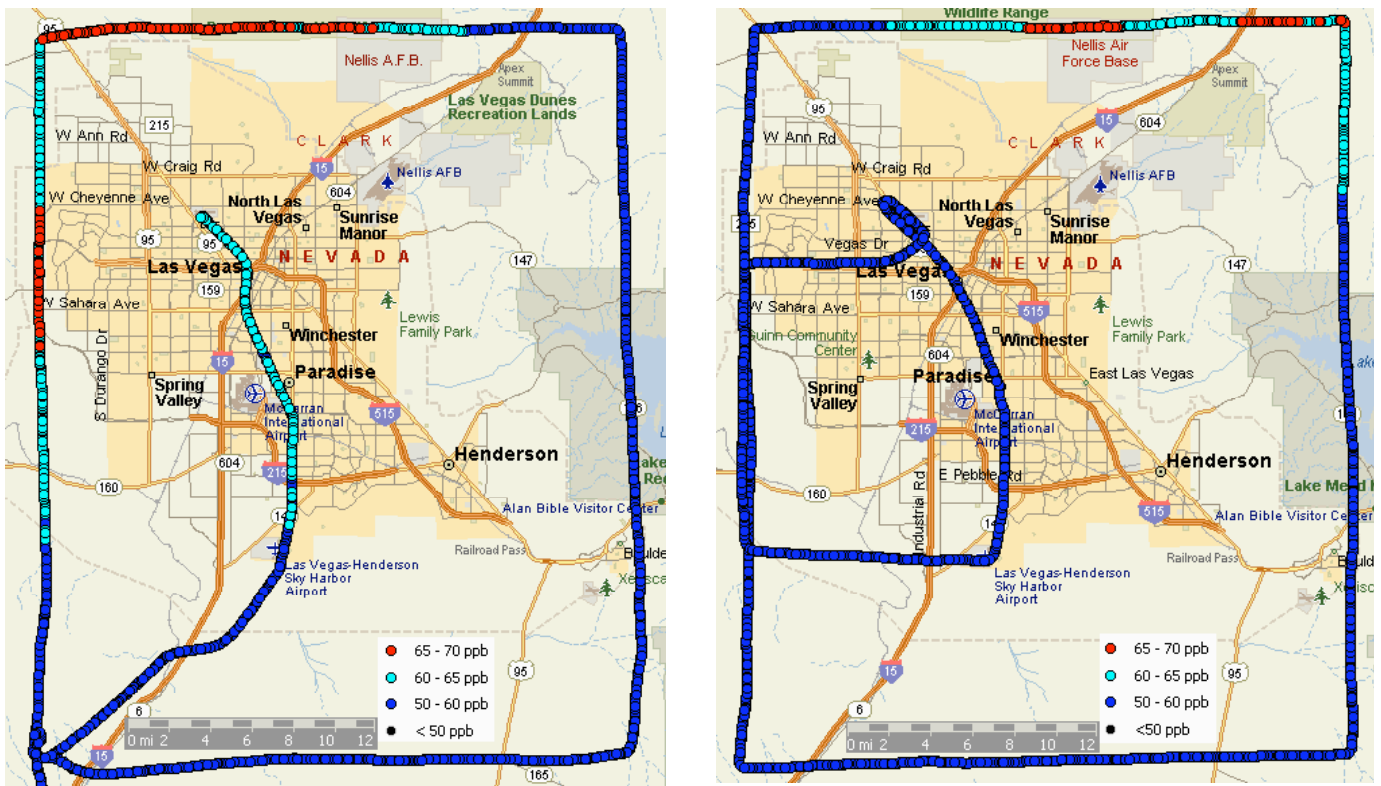 95
Nellis A.F.B.
Apex
Summit
Las Vegas Dunes
Recreation Lands
215
W Ann Rd
C L A R K
W Craig Rd
15
Nellis AFB
604
W Cheyenne Ave
North Las
Vegas
Sunrise
Manor
95
95
N E V A D A
Las Vegas
147
159
W Sahara Ave
Lewis
Family Park
Winchester
S Durango Dr
15
Paradise
Spring
Valley
McCarran
International
Airport
515
604
Henderson
215
160
Alan Bible Visitor Center
Railroad Pass
Las Vegas-Henderson
Sky Harbor
Airport
65 - 70 ppb
60 - 65 ppb
50 - 60 ppb
< 50 ppb
95
6
0 mi 2 4 6 8 10 12
15
165
Wildlife Range
Nellis Air
Force Base
Apex
Summit
95
15
604
W Ann Rd
C L A R K
W Craig Rd
Nellis AFB
W Cheyenne Ave
North Las
Vegas
Sunrise
Manor
Vegas Dr
N E V A D A
Las Vegas
147
159
W Sahara Ave
515
Lewis
Family Park
Winchester
Center
604
East Las Vegas
Paradise
Spring
Valley
McCarran
International
Airport
215
E Pebble Rd
Henderson
160
Industrial Rd
Lake Mead
515
Alan Bible Visitor Center
Railroad Pass
Las Vegas-Henderson
Sky Harbor
Airport
65 - 70 ppb
60 - 65 ppb
50 - 60 ppb
<50 ppb
15
95
6
0 mi 2 4 6 8 10 12